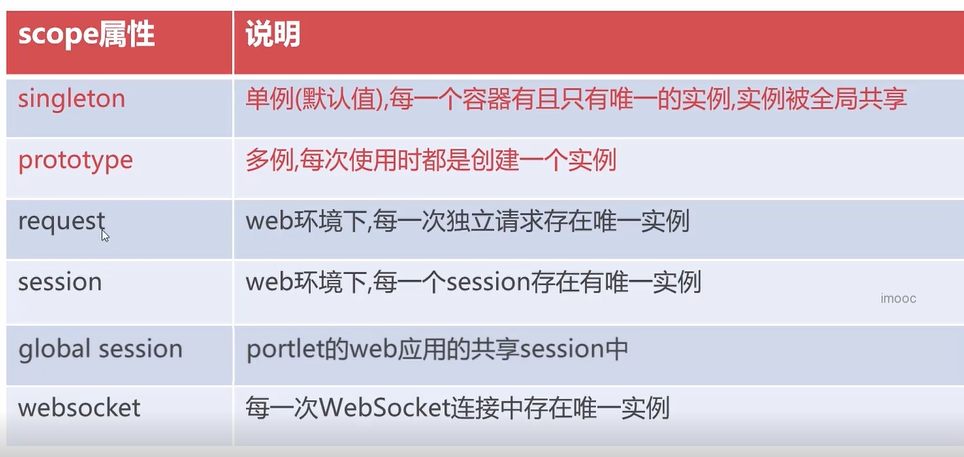 scope属性 说明
singleton 单例(默认值),每一个容器有且只有唯一的实例,实例被全局共享
prototype 多例,每次使用时都是创建一个实例
request web环境下,每一次独立请求存在唯一实例
session web环境下,每一个session存在有唯一实例
imooc
global session portlet的web应用的共享session中
websocket 每一次WebSocket连接中存在唯一实例